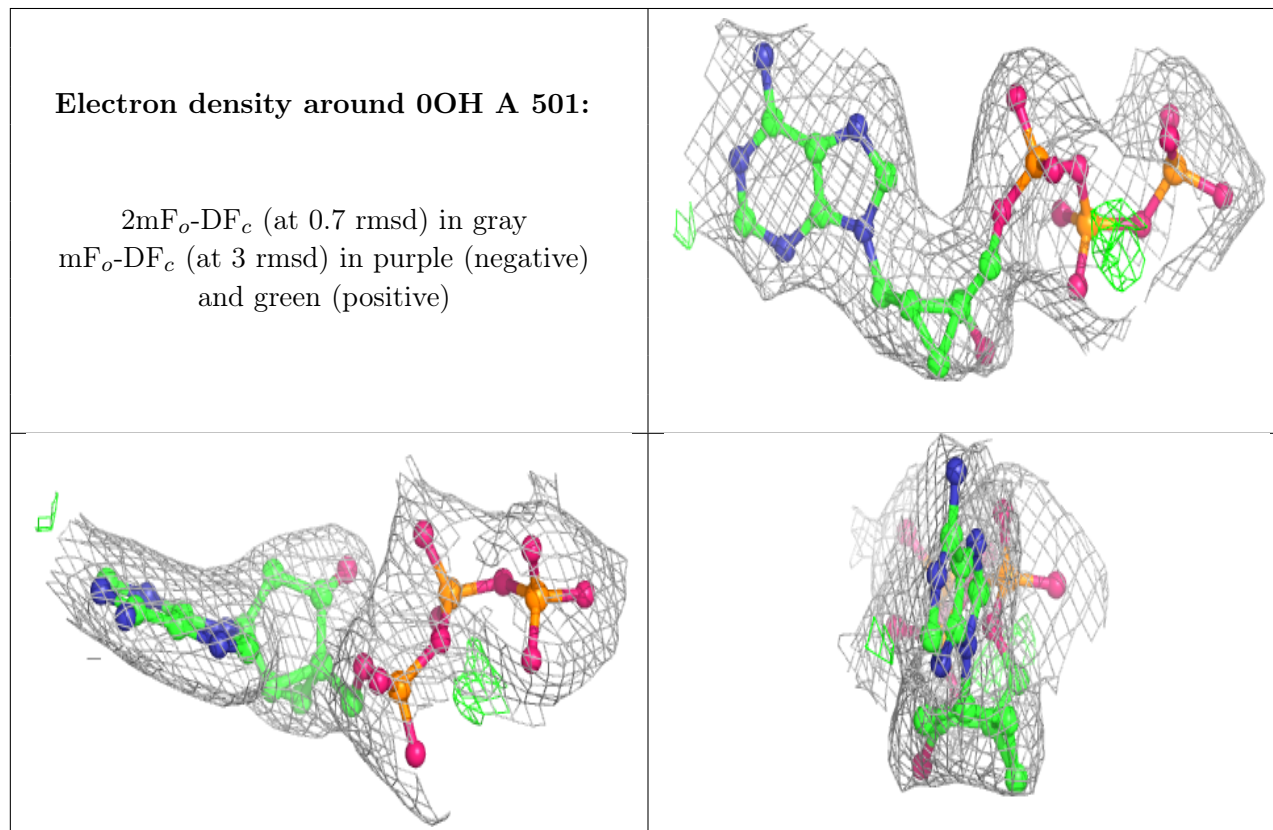 Electron density around 0OH A 501:
2mFo-DFc (at 0.7 rmsd) in gray
mFo-DFc (at 3 rmsd) in purple (negative)
and green (positive)